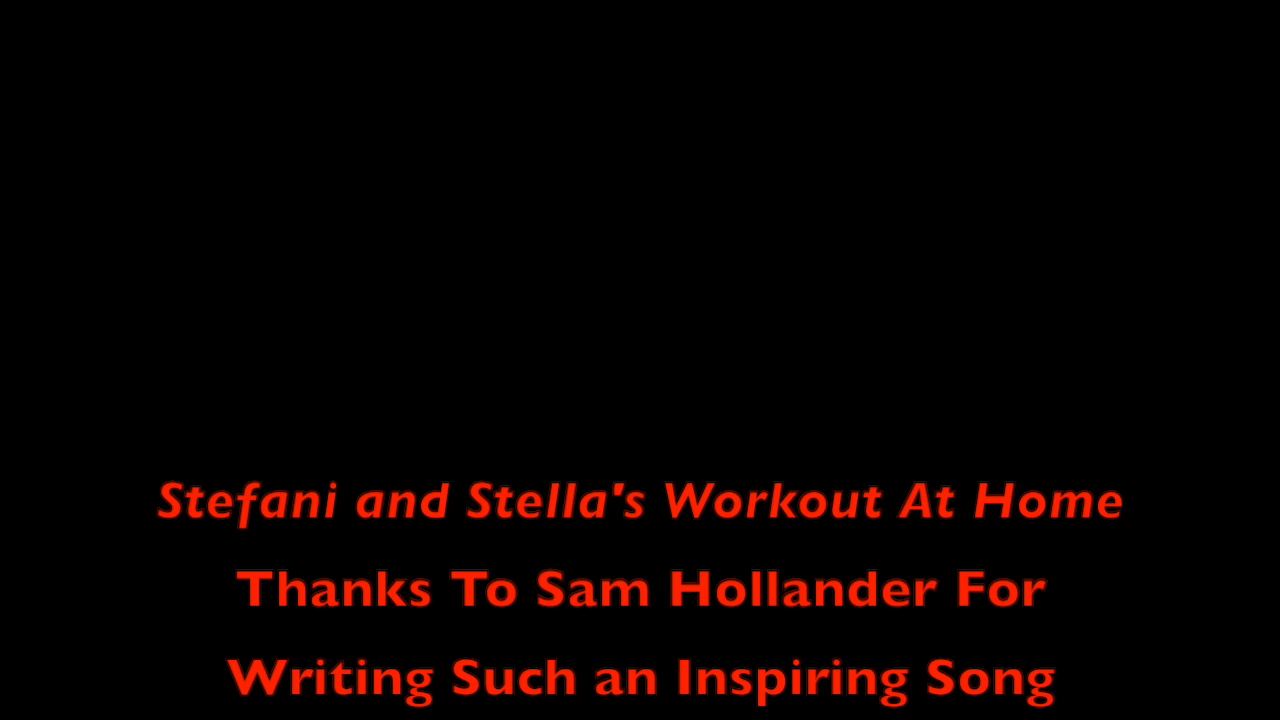 Stefani and Stella's Workout At Home
Thanks To Sam Hollander For
Writing Such an Inspiring Song